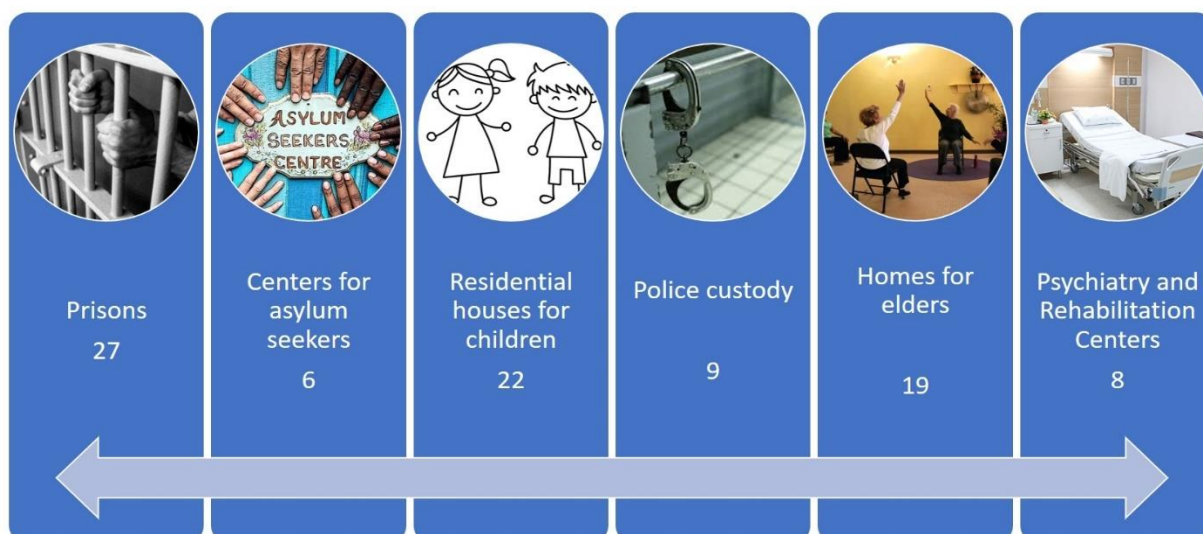 ASYLUM
SEEKERS
CENTRE
Prisons
27
Centers for
asylum
seekers
6
Residential
houses for
children
22
Police custody
9
Homes for
elders
19
Psychiatry and
Rehabilitation
Centers
8